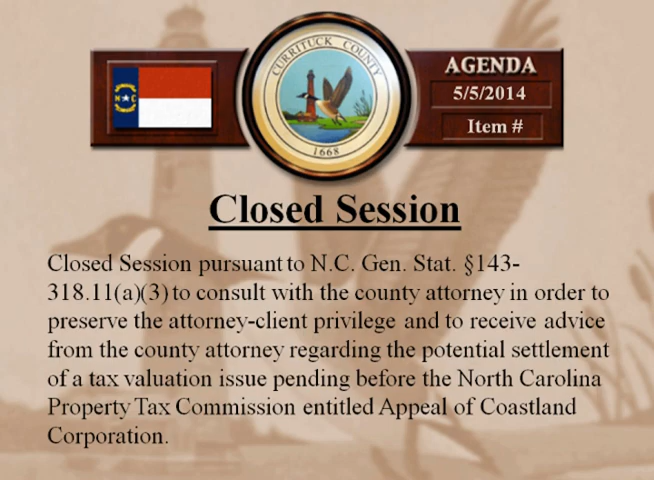 CURRITUCK COUNTY
1668
N C
AGENDA
5/5/2014
Item #
Closed Session
Closed Session pursuant to N.C. Gen. Stat. §143-
318.11(a)(3) to consult with the county attorney in order to
preserve the attorney-client privilege and to receive advice
from the county attorney regarding the potential settlement
of a tax valuation issue pending before the North Carolina
Property Tax Commission entitled Appeal of Coastland
Corporation.